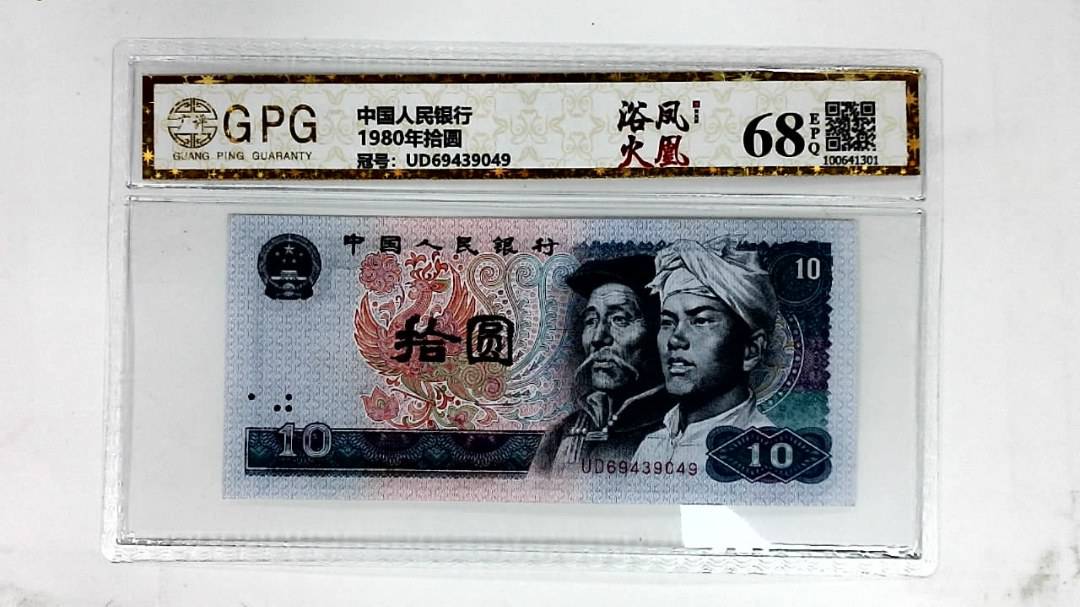 GPG
GUANG PING GUARANTY
中国人民银行
1980年拾圆
冠号：UD69439049
浴凤
火凰
68
EPQ
100641301
中国人民银行
10
拾圆
10
UD69439049
10